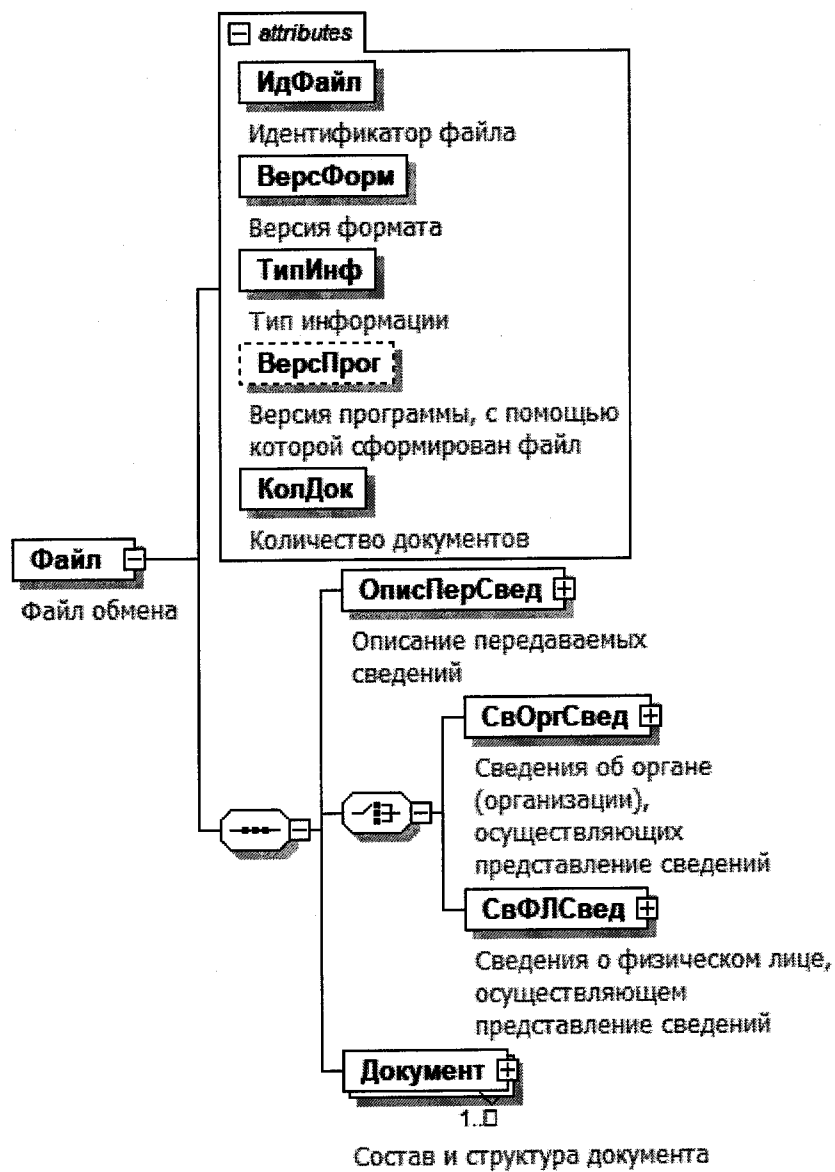 attributes
ИдФайл
Идентификатор файла
ВерсФорм
Версия формата
ТипИнф
Тип информации
ВерсПрог
Версия программы, с помощью
которой сформирован файл
КолДок
Количество документов
Файл
Файл обмена
ОписПерСвед
Описание передаваемых
сведений
СвОргСвед
Сведения об органе
(организации),
осуществляющих
представление сведений
СвФЛСвед
Сведения о физическом лице,
осуществляющем
представление сведений
Документ
1..□
Состав и структура документа